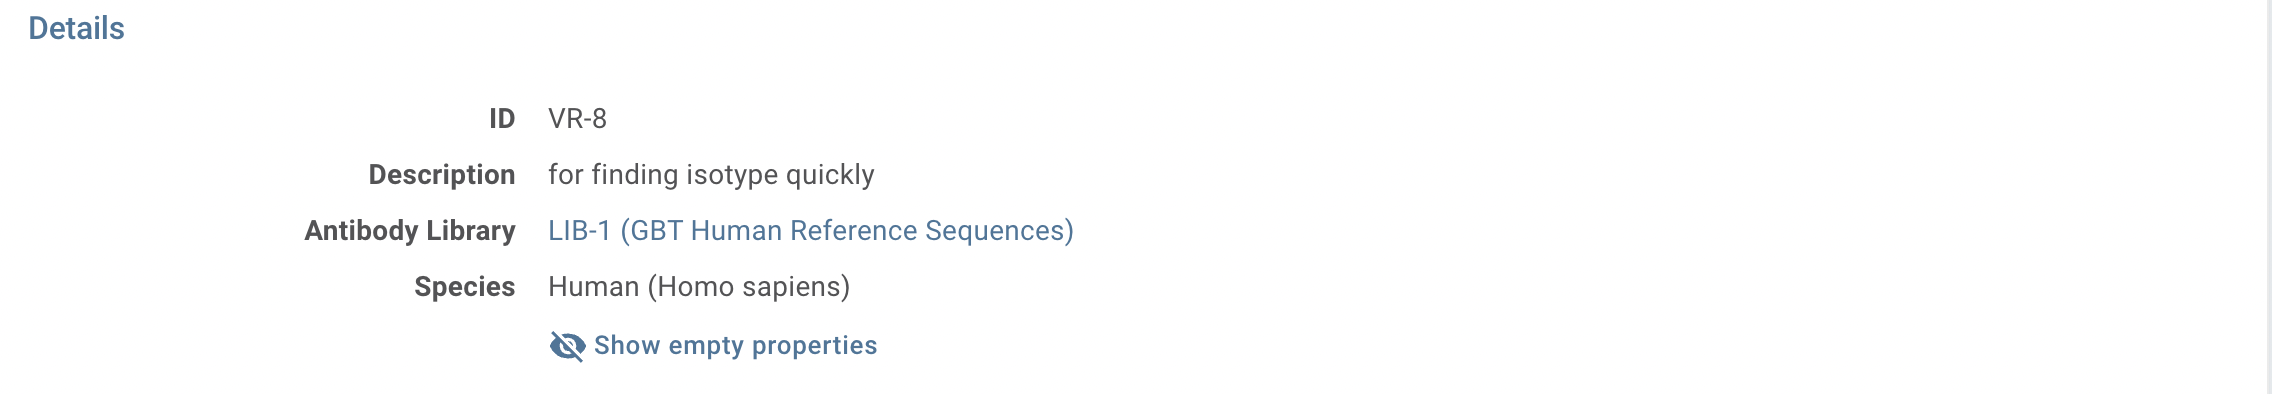 Details
ID VR-8
Description for finding isotype quickly
Antibody Library LIB-1 (GBT Human Reference Sequences)
Species Human (Homo sapiens)
Show empty properties